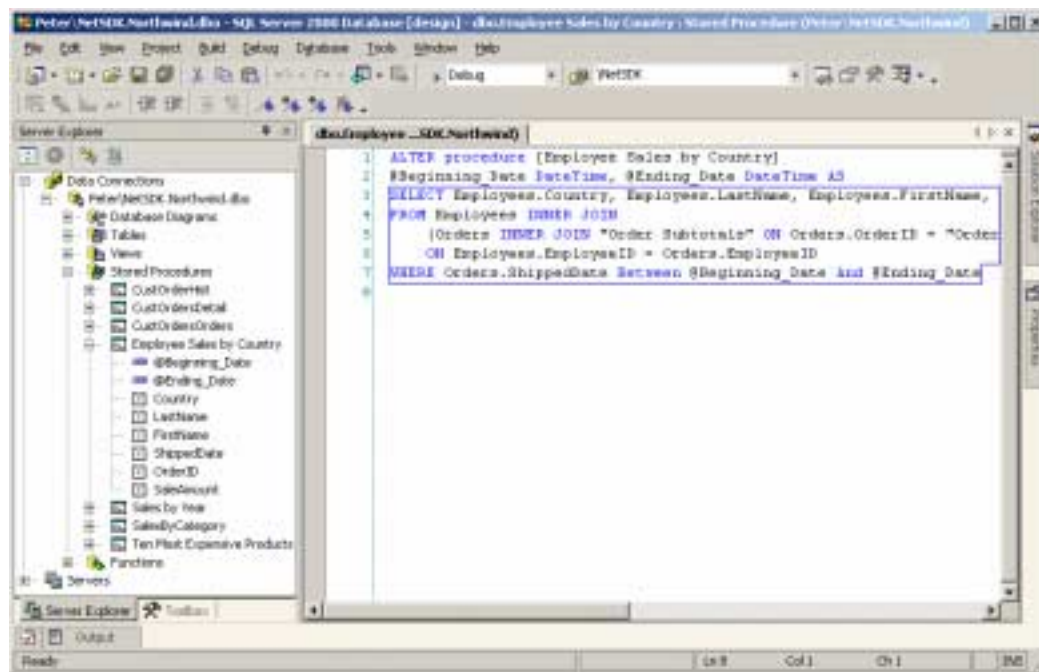 Peter\NetSDK.Northwind.dbo - SQL Server 2000 Database [design] - dbo.Employee Sales by Country : Stored Procedure (Peter\NetSDK.Northwind)
File Edit View Project Build Debug Database Tools Window Help
Debug
\NetSDK
Server Explorer
dbo.Employee ...SDK.Northwind)
Data Connections
Peter\NetSDK.Northwind.dbo
Database Diagrams
Tables
Views
Stored Procedures
CustOrderHist
CustOrdersDetail
CustOrdersOrders
Employee Sales by Country
@Beginning_Date
@Ending_Date
Country
LastName
FirstName
ShippedDate
OrderID
SaleAmount
Sales by Year
SalesByCategory
Ten Most Expensive Products
Functions
Servers
1 ALTER procedure [Employee Sales by Country]
2 @Beginning_Date DateTime, @Ending_Date DateTime AS
3 SELECT Employees.Country, Employees.LastName, Employees.FirstName,
4 FROM Employees INNER JOIN
5 (Orders INNER JOIN "Order Subtotals" ON Orders.OrderID = "Order
6 ON Employees.EmployeeID = Orders.EmployeeID
7 WHERE Orders.ShippedDate Between @Beginning_Date And @Ending_Date
8
Properties
Server Explorer
Toolbox
Output
Ready
Ln 8 Col 1 Ch 1 INS